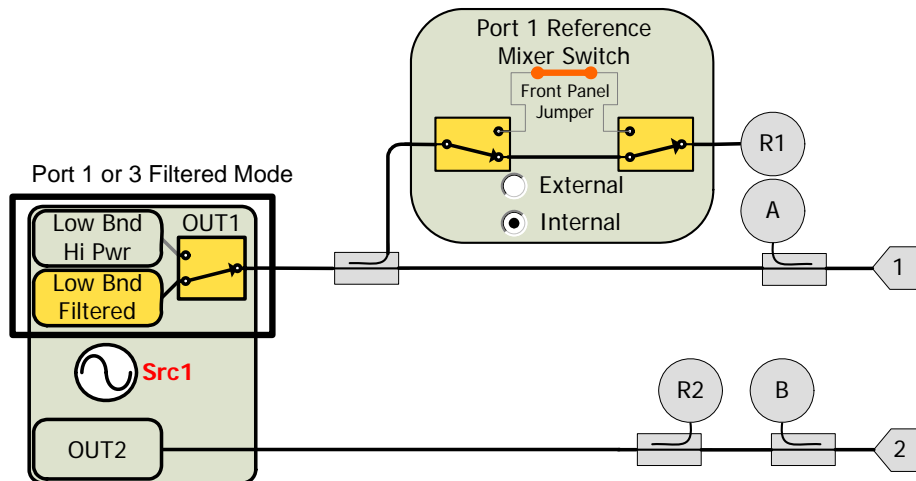 Port 1 Reference
Mixer Switch
Front Panel
Jumper
R1
External
Internal
A
Port 1 or 3 Filtered Mode
Low Bnd
Hi Pwr
OUT1
Low Bnd
Filtered
1
Src1
R2
B
OUT2
2